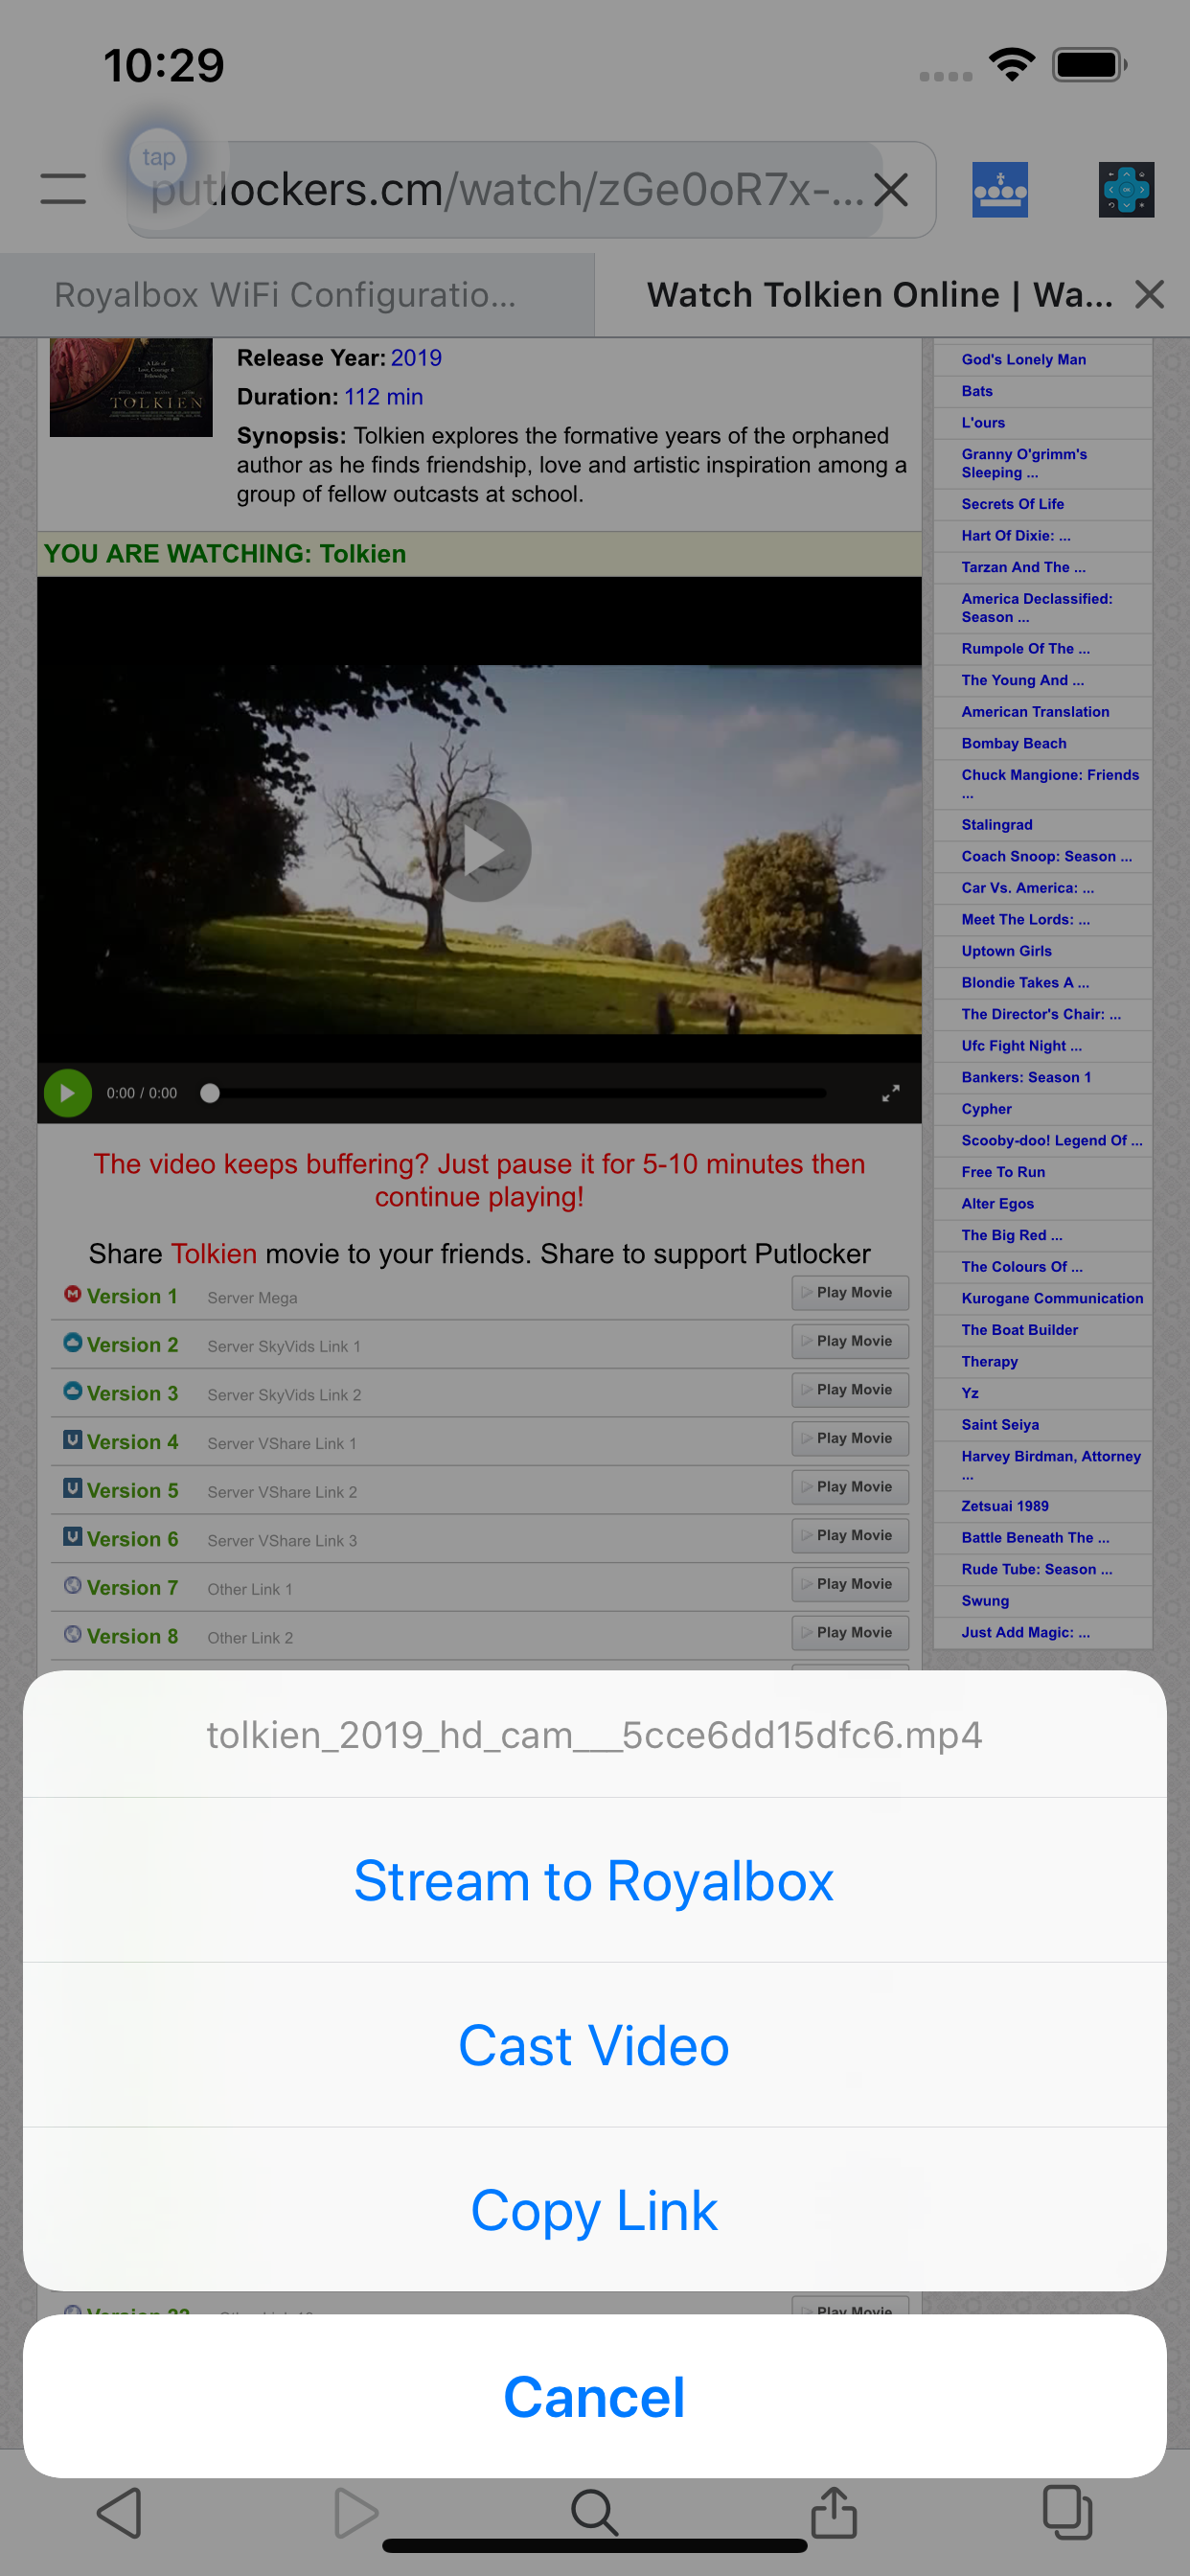 10:29
tap
putlockers.cm/watch/zGe0oR7x-...
Royalbox WiFi Configuratio...
Watch Tolkien Online | Wa...
TOLKIEN
Release Year: 2019
Duration: 112 min
Synopsis: Tolkien explores the formative years of the orphaned
author as he finds friendship, love and artistic inspiration among a
group of fellow outcasts at school.
YOU ARE WATCHING: Tolkien
0:00 / 0:00
The video keeps buffering? Just pause it for 5-10 minutes then
continue playing!
Share Tolkien movie to your friends. Share to support Putlocker
Version 1 Server Mega Play Movie
Version 2 Server SkyVids Link 1 Play Movie
Version 3 Server SkyVids Link 2 Play Movie
Version 4 Server VShare Link 1 Play Movie
Version 5 Server VShare Link 2 Play Movie
Version 6 Server VShare Link 3 Play Movie
Version 7 Other Link 1 Play Movie
Version 8 Other Link 2 Play Movie
God's Lonely Man
Bats
L'ours
Granny O'grimm's
Sleeping ...
Secrets Of Life
Hart Of Dixie: ...
Tarzan And The ...
America Declassified:
Season ...
Rumpole Of The ...
The Young And ...
American Translation
Bombay Beach
Chuck Mangione: Friends
...
Stalingrad
Coach Snoop: Season ...
Car Vs. America: ...
Meet The Lords: ...
Uptown Girls
Blondie Takes A ...
The Director's Chair: ...
Ufc Fight Night ...
Bankers: Season 1
Cypher
Scooby-doo! Legend Of ...
Free To Run
Alter Egos
The Big Red ...
The Colours Of ...
Kurogane Communication
The Boat Builder
Therapy
Yz
Saint Seiya
Harvey Birdman, Attorney
...
Zetsuai 1989
Battle Beneath The ...
Rude Tube: Season ...
Swung
Just Add Magic: ...
tolkien_2019_hd_cam___5cce6dd15dfc6.mp4
Stream to Royalbox
Cast Video
Copy Link
Play Movie
Cancel